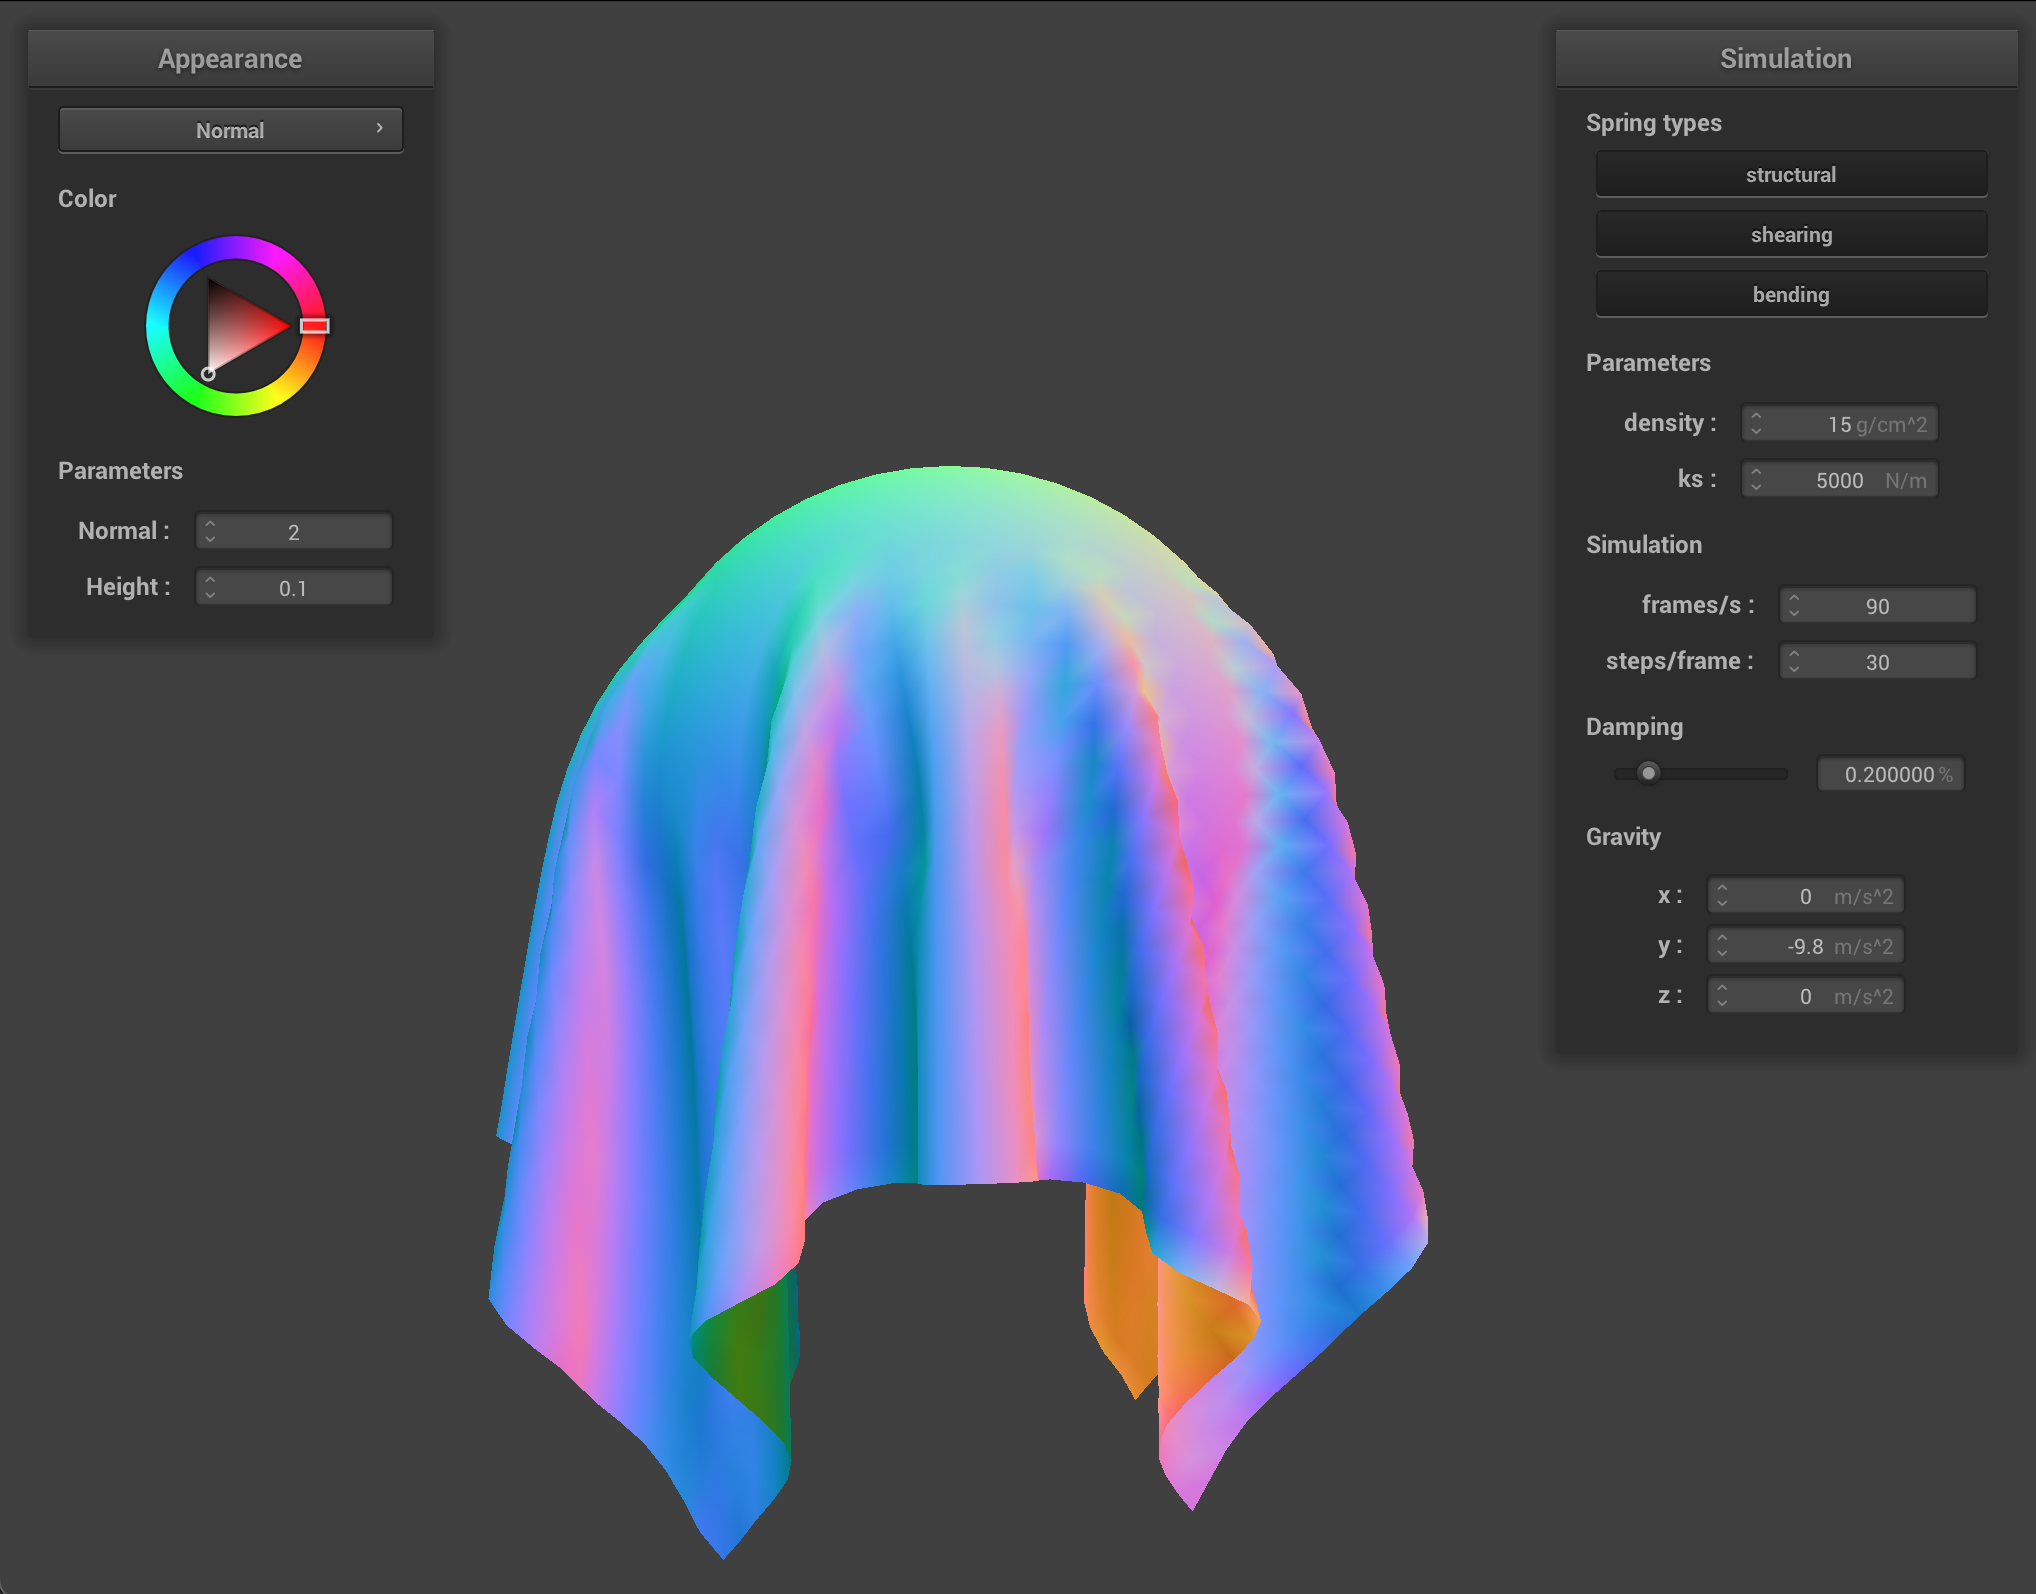 Appearance
Normal
Color
Parameters
Normal : 2
Height : 0.1
Simulation
Spring types
structural
shearing
bending
Parameters
density : 15 g/cm^2
ks : 5000 N/m
Simulation
frames/s : 90
steps/frame : 30
Damping
0.200000 %
Gravity
x : 0 m/s^2
y : -9.8 m/s^2
z : 0 m/s^2